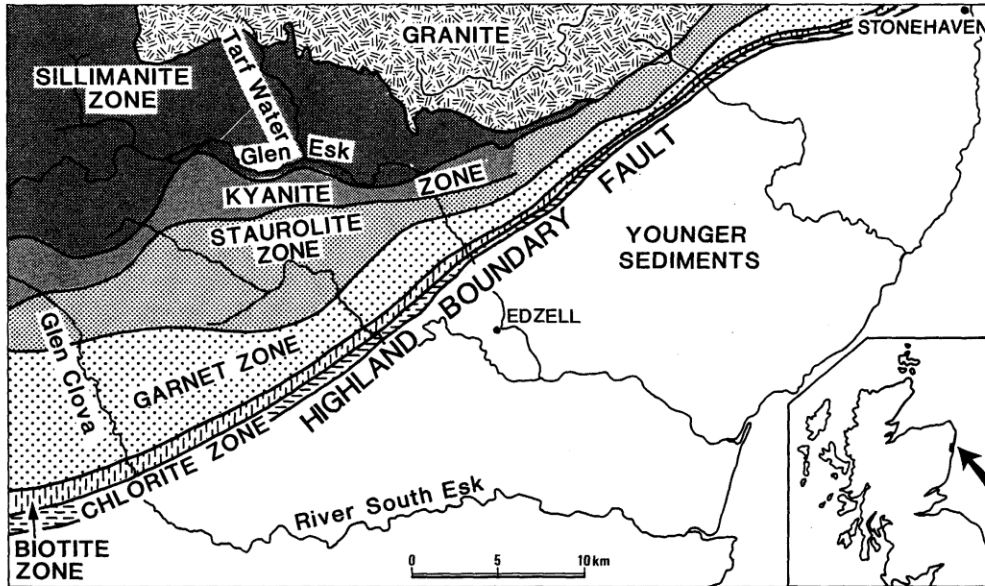 GRANITE
STONEHAVEN
SILLIMANITE
ZONE
Tarf Water
Glen Esk
KYANITE
ZONE
STAUROLITE
ZONE
HIGHLAND BOUNDARY FAULT
YOUNGER
SEDIMENTS
EDZELL
Glen Clova
GARNET ZONE
CHLORITE ZONE
River South Esk
BIOTITE
ZONE
0 5 10km